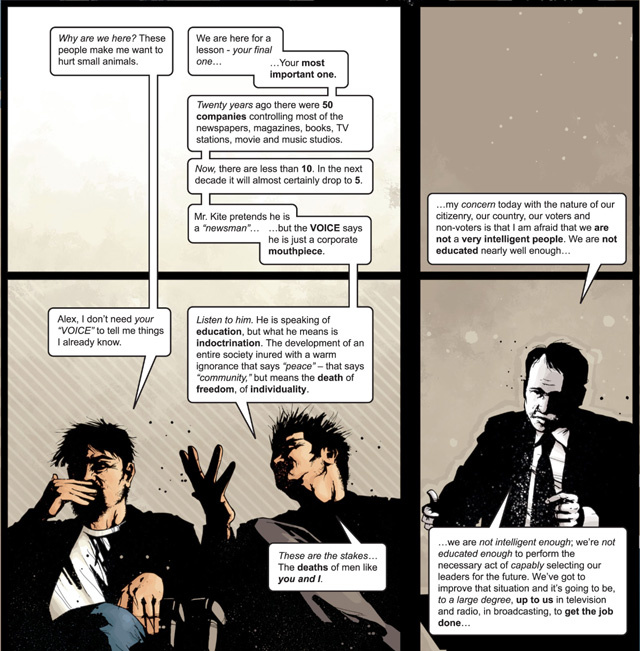 Why are we here? These
people make me want to
hurt small animals.
We are here for a
lesson - your final
one…
…Your most
important one.
Twenty years ago there were 50
companies controlling most of the
newspapers, magazines, books, TV
stations, movie and music studios.
Now, there are less than 10. In the next
decade it will almost certainly drop to 5.
Mr. Kite pretends he is
a “newsman”…
…but the VOICE says
he is just a corporate
mouthpiece.
Alex, I don’t need your
“VOICE” to tell me things
I already know.
Listen to him. He is speaking of
education, but what he means is
indoctrination. The development of an
entire society inured with a warm
ignorance that says “peace” – that says
“community,” but means the death of
freedom, of individuality.
These are the stakes…
The deaths of men like
you and I.
…my concern today with the nature of our
citizenry, our country, our voters and
non-voters is that I am afraid that we are
not a very intelligent people. We are not
educated nearly well enough…
…we are not intelligent enough; we’re not
educated enough to perform the
necessary act of capably selecting our
leaders for the future. We’ve got to
improve that situation and it’s going to be,
to a large degree, up to us in television
and radio, in broadcasting, to get the job
done…